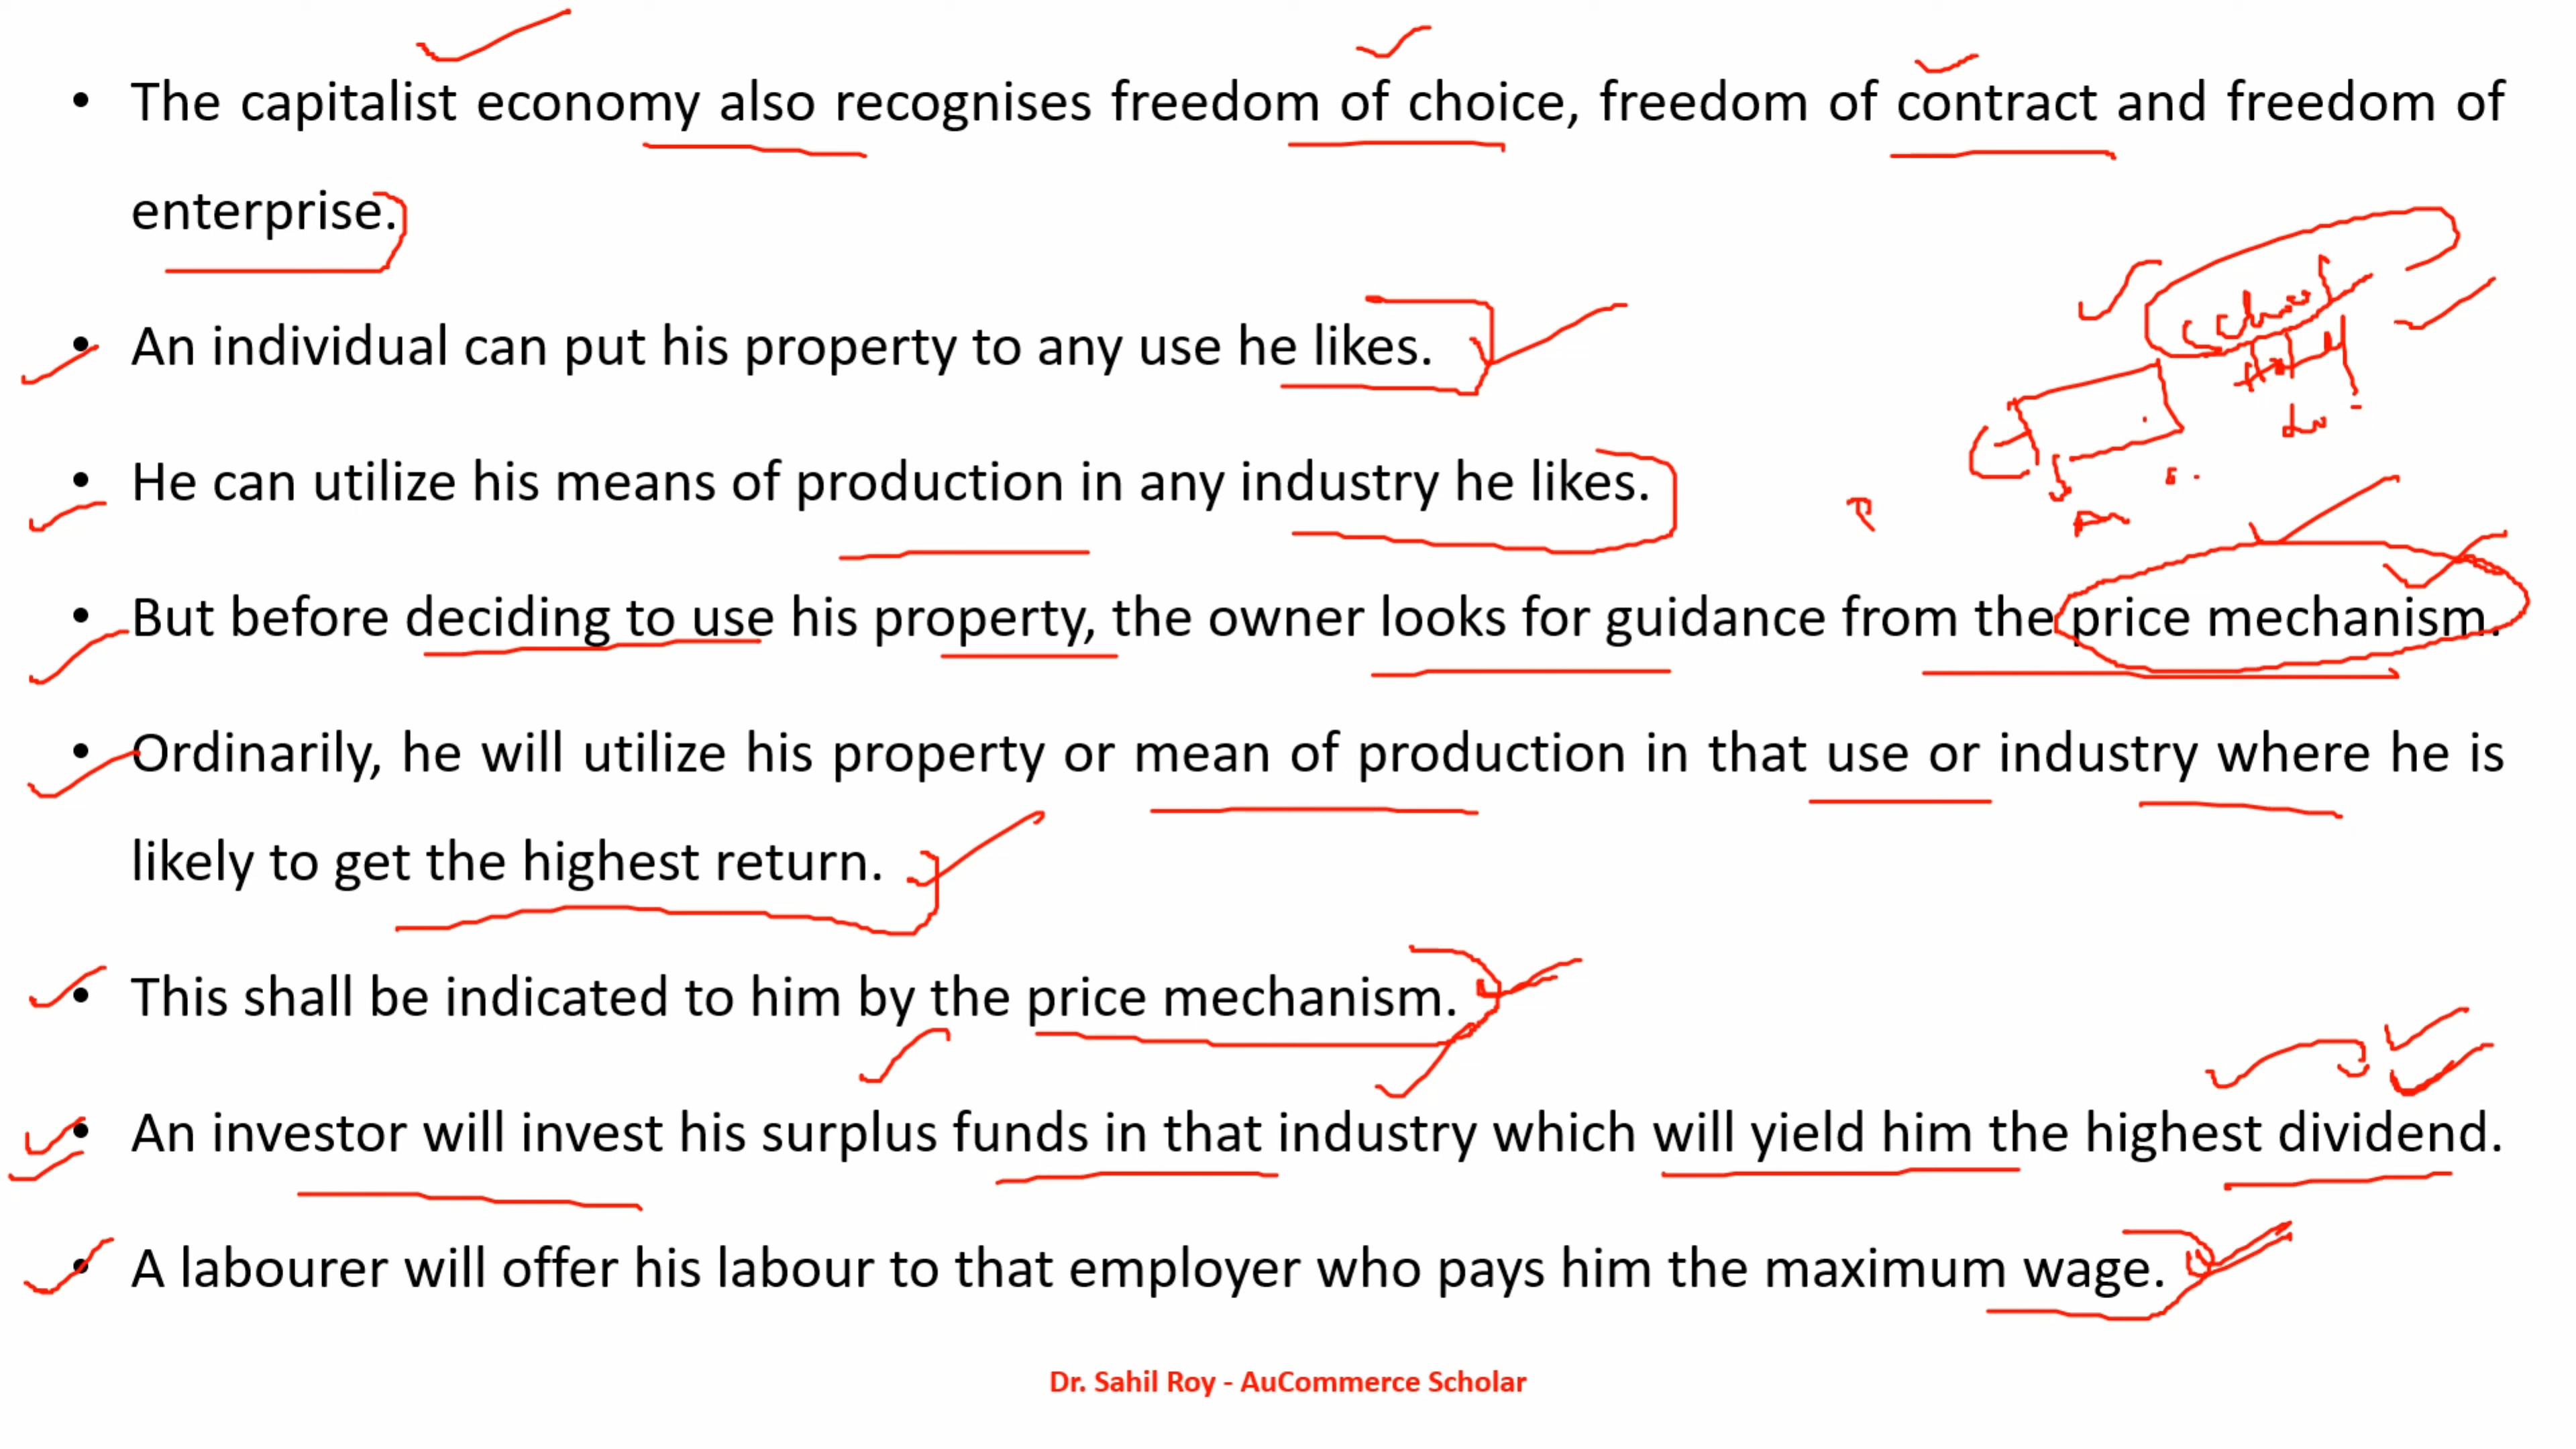 • The capitalist economy also recognises freedom of choice, freedom of contract and freedom of
enterprise.
• An individual can put his property to any use he likes.
• He can utilize his means of production in any industry he likes.
• But before deciding to use his property, the owner looks for guidance from the price mechanism.
• Ordinarily, he will utilize his property or mean of production in that use or industry where he is
likely to get the highest return.
• This shall be indicated to him by the price mechanism.
• An investor will invest his surplus funds in that industry which will yield him the highest dividend.
• A labourer will offer his labour to that employer who pays him the maximum wage.
Dr. Sahil Roy - AuCommerce Scholar